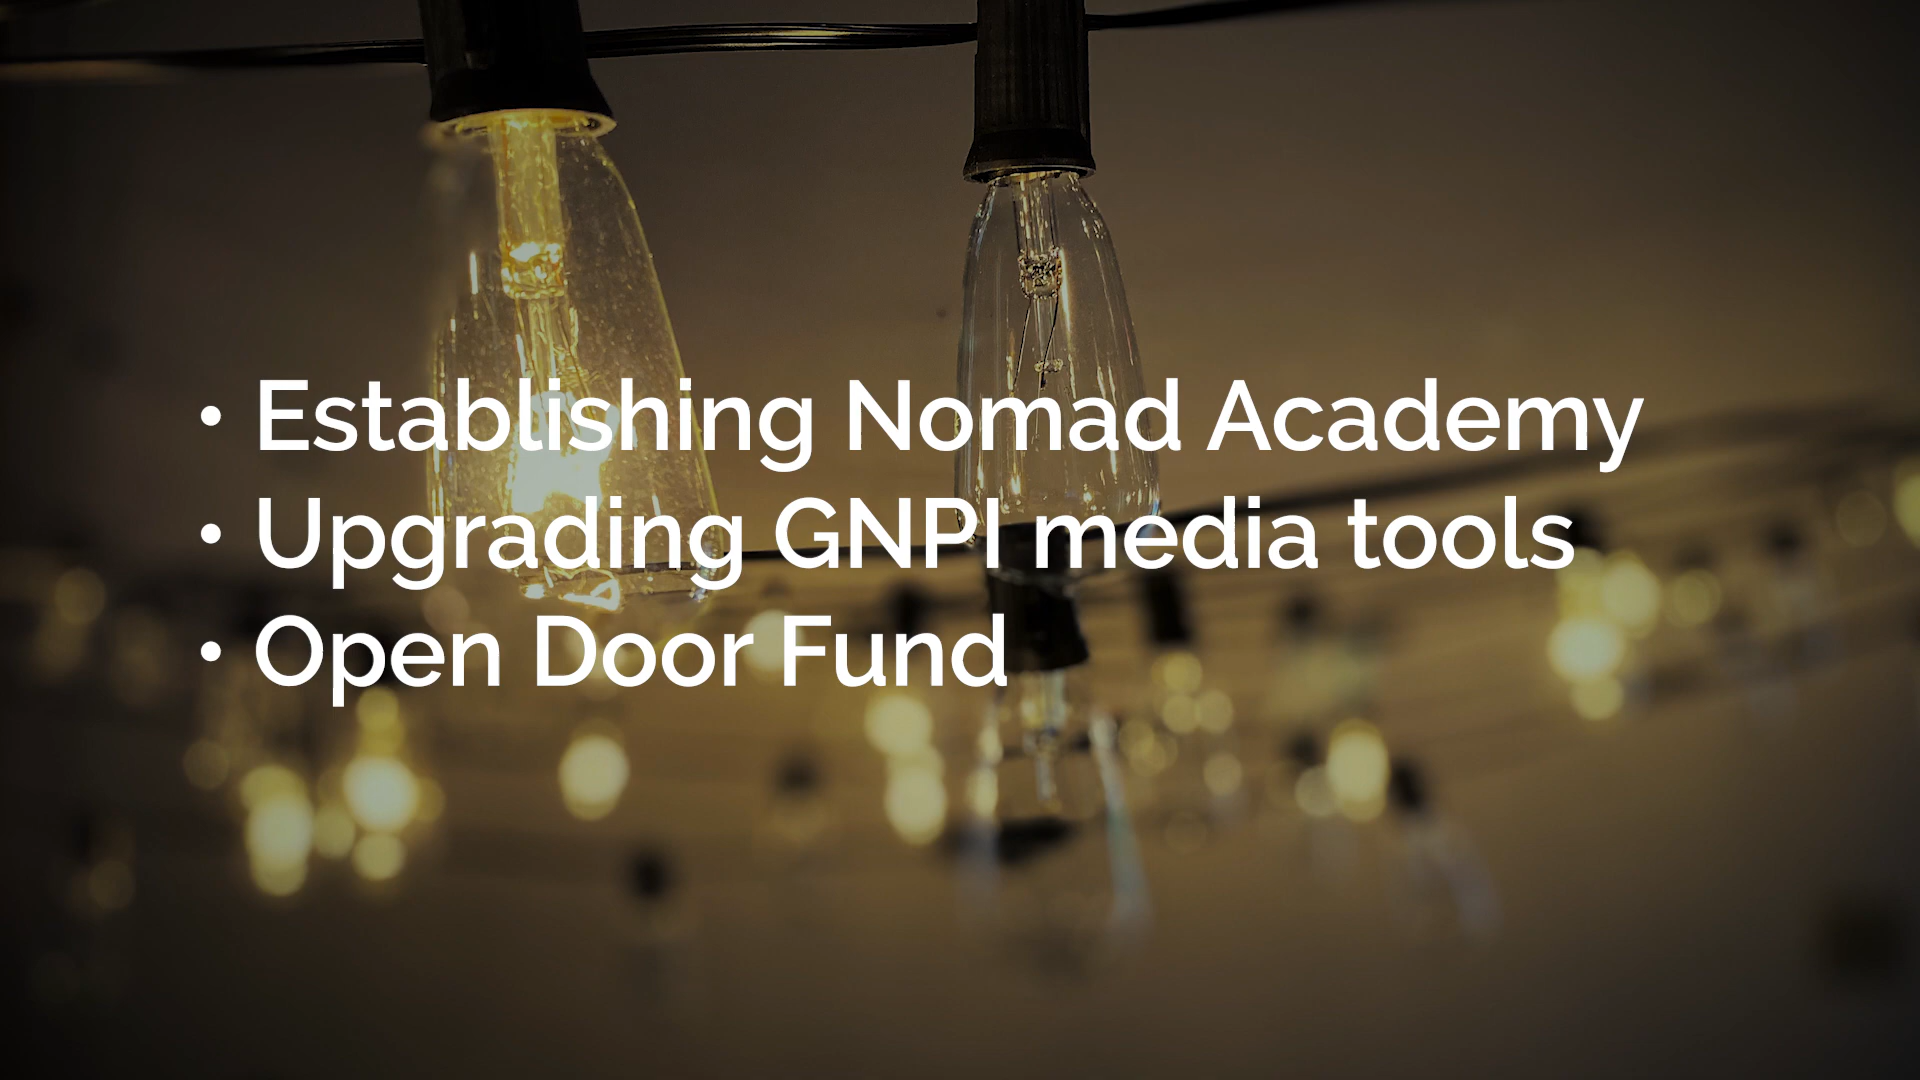 • Establishing Nomad Academy
• Upgrading GNPI media tools
• Open Door Fund